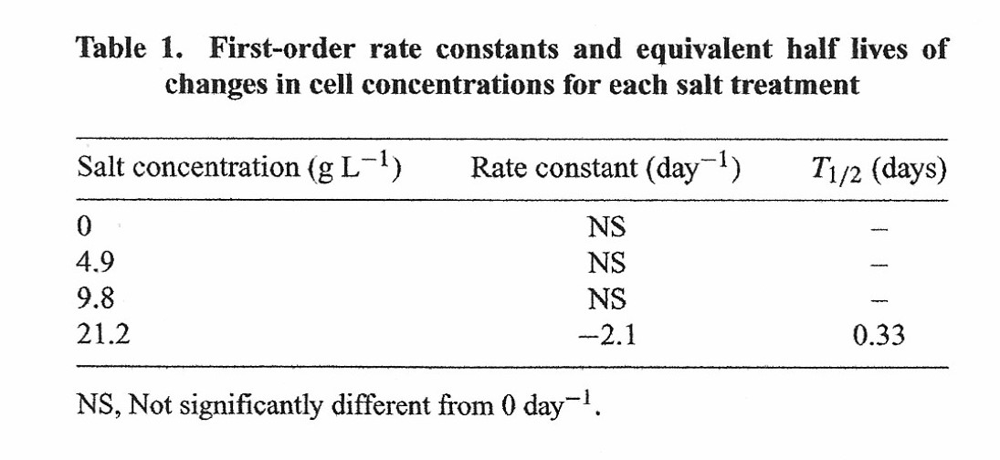 Table 1. First-order rate constants and equivalent half lives of
changes in cell concentrations for each salt treatment
Salt concentration (g L⁻¹) Rate constant (day⁻¹) T1/2 (days)
0 NS –
4.9 NS –
9.8 NS –
21.2 −2.1 0.33
NS, Not significantly different from 0 day⁻¹.